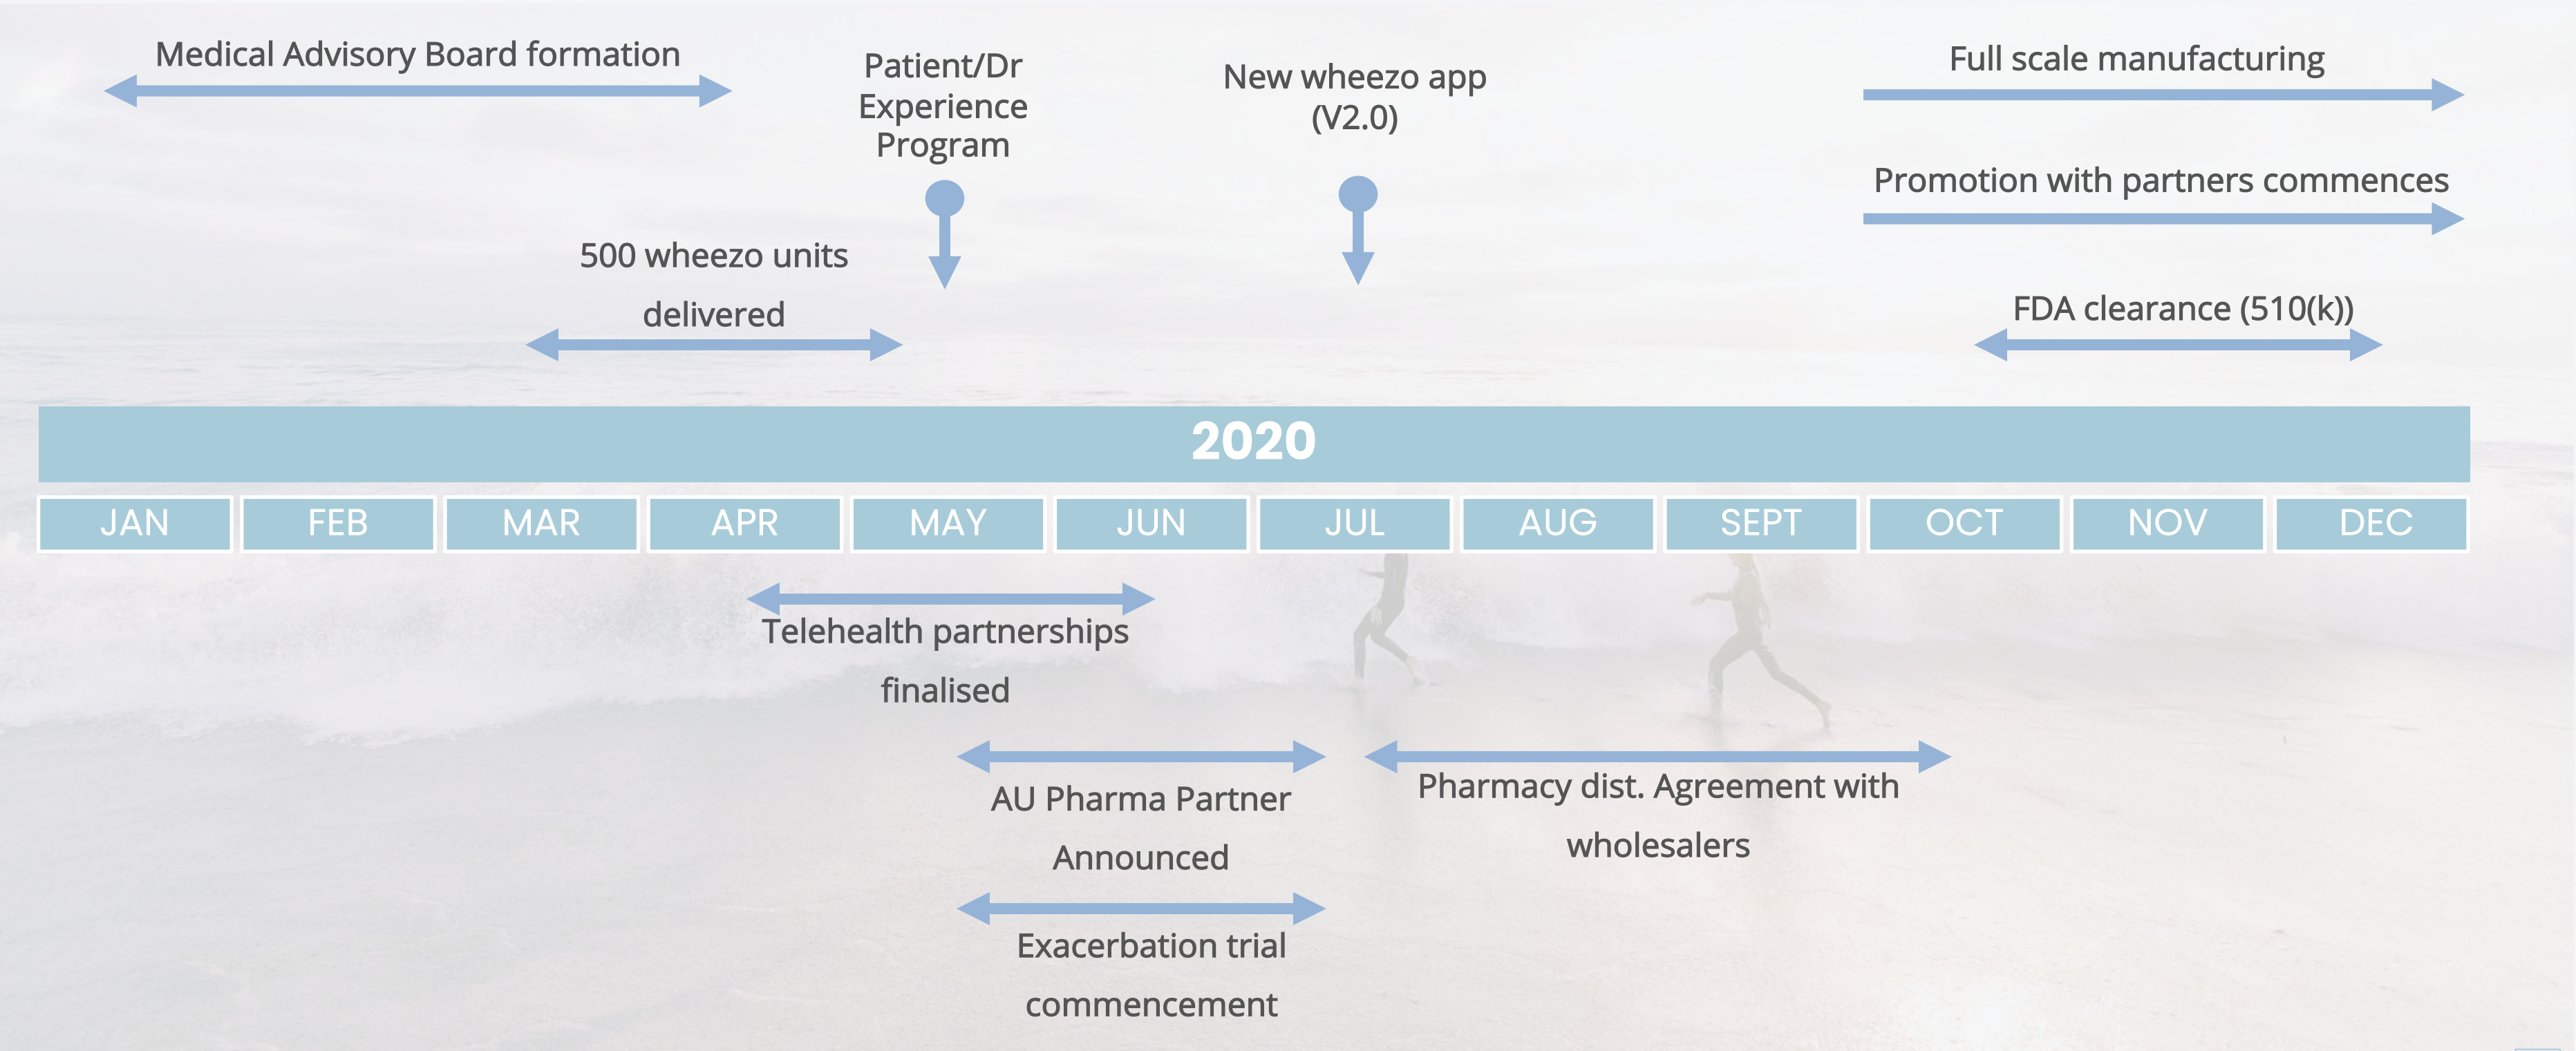 Medical Advisory Board formation
Patient/Dr
Experience
Program
New wheezo app
(V2.0)
Full scale manufacturing
Promotion with partners commences
500 wheezo units
delivered
FDA clearance (510(k))
2020
JAN FEB MAR APR MAY JUN JUL AUG SEPT OCT NOV DEC
Telehealth partnerships
finalised
AU Pharma Partner
Announced
Pharmacy dist. Agreement with
wholesalers
Exacerbation trial
commencement